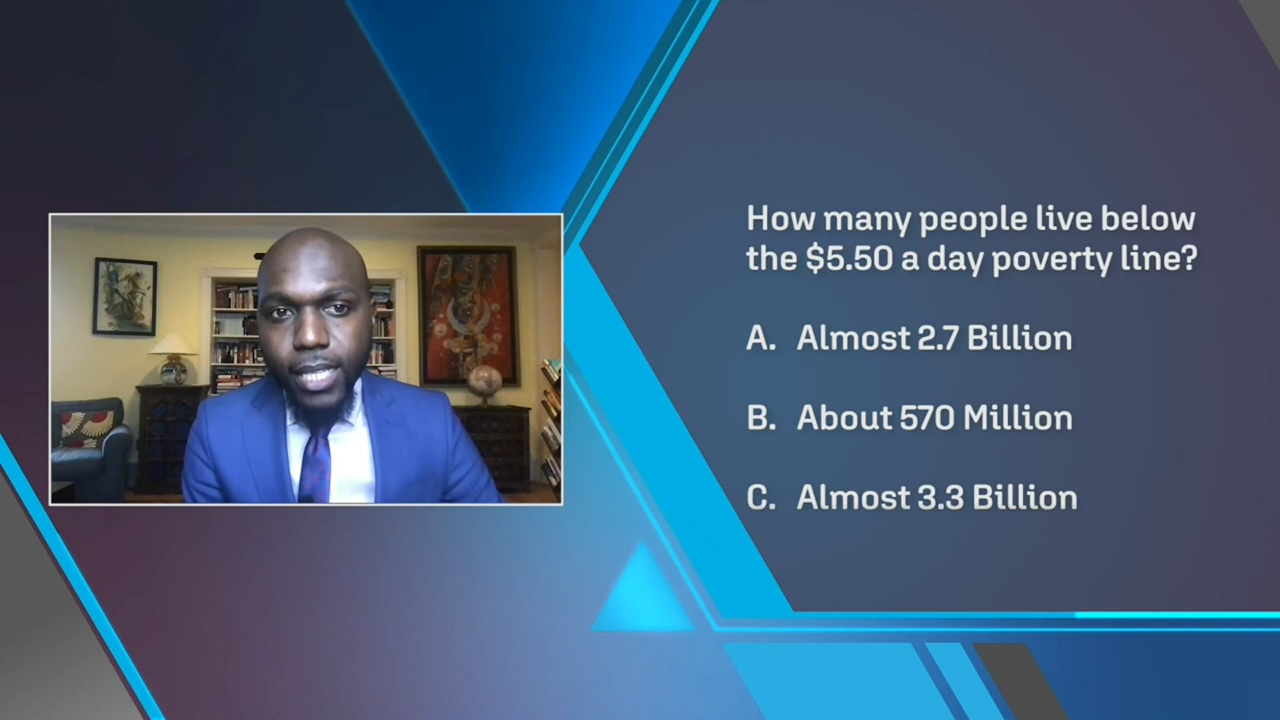 How many people live below
the $5.50 a day poverty line?
A. Almost 2.7 Billion
B. About 570 Million
C. Almost 3.3 Billion